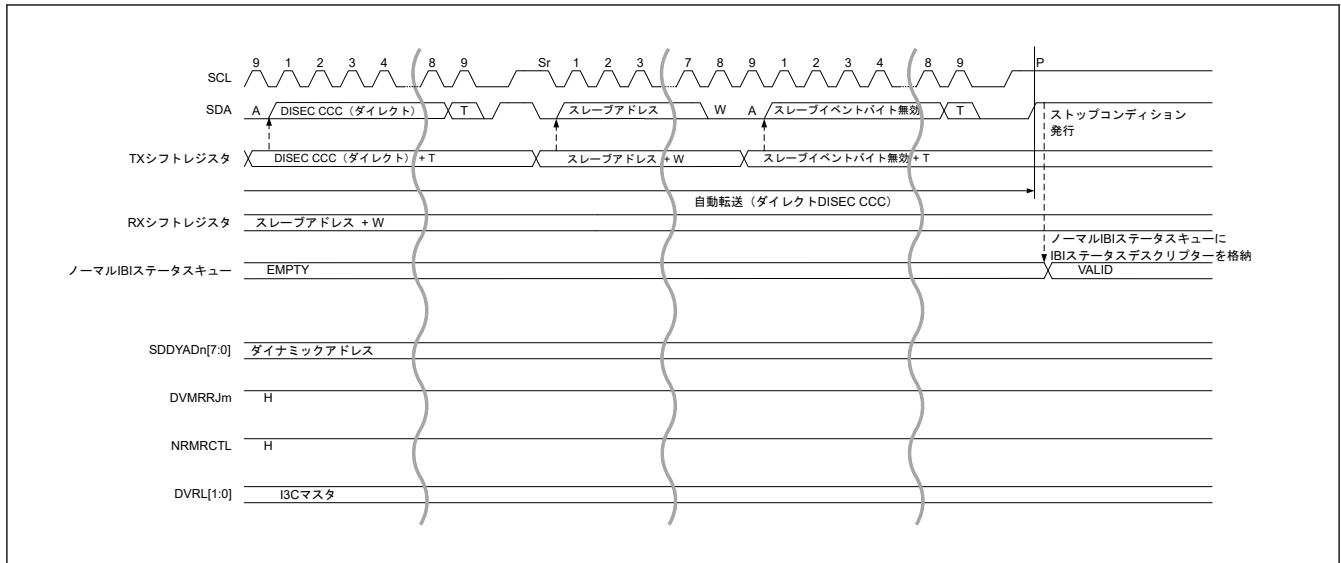 9 1 2 3 4 8 9 Sr 1 2 3 7 8 9 1 2 3 4 8 9 P
SCL
SDA A DISEC CCC（ダイレクト） T スレーブアドレス W A スレーブイベントバイト無効 T
ストップコンディション
発行
TXシフトレジスタ DISEC CCC（ダイレクト）+ T スレーブアドレス + W スレーブイベントバイト無効 + T
自動転送（ダイレクトDISEC CCC）
RXシフトレジスタ スレーブアドレス + W
ノーマルIBIステータスキューに
IBIステータスデスクリプターを格納
ノーマルIBIステータスキュー EMPTY VALID
SDDYADn[7:0] ダイナミックアドレス
DVMRRJm H
NRMRCTL H
DVRL[1:0] I3Cマスタ